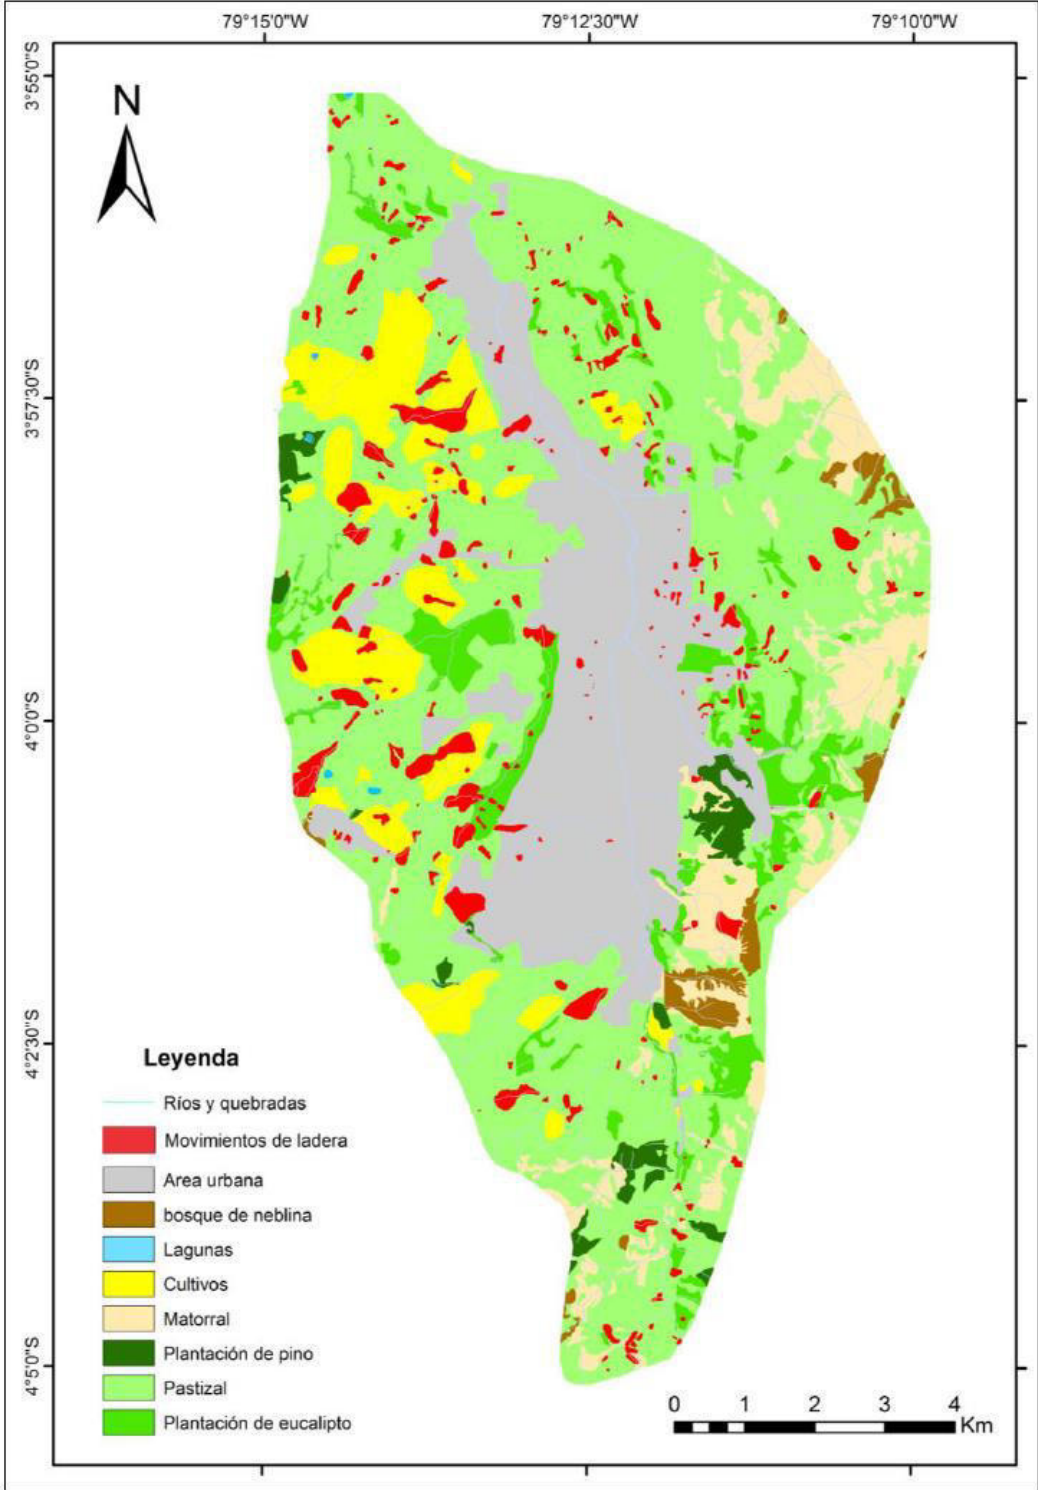 79°15'0"W 79°12'30"W 79°10'0"W
3°55'0"S
N
3°57'30"S
4°0'0"S
4°2'30"S
4°5'0"S
Leyenda
Ríos y quebradas
Movimientos de ladera
Area urbana
bosque de neblina
Lagunas
Cultivos
Matorral
Plantación de pino
Pastizal
Plantación de eucalipto
0 1 2 3 4
Km